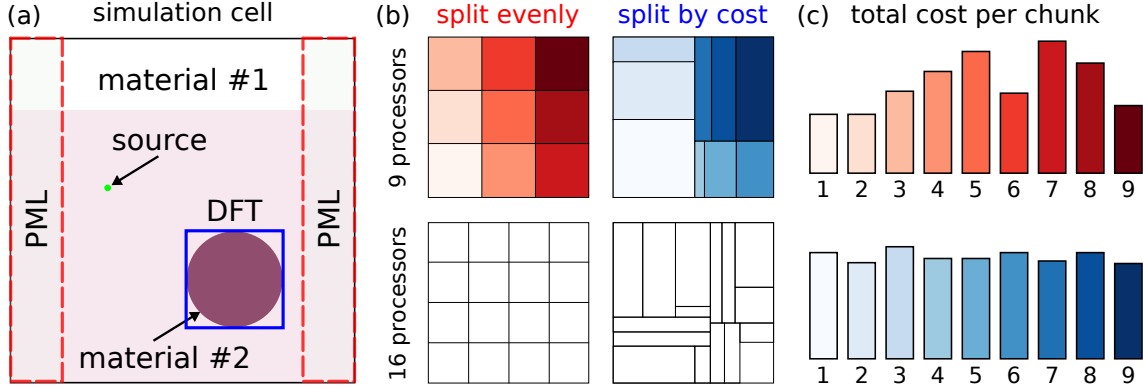 (a) simulation cell
material #1
source
DFT
PML
PML
material #2
(b) split evenly split by cost
9 processors
16 processors
(c) total cost per chunk
1 2 3 4 5 6 7 8 9
1 2 3 4 5 6 7 8 9